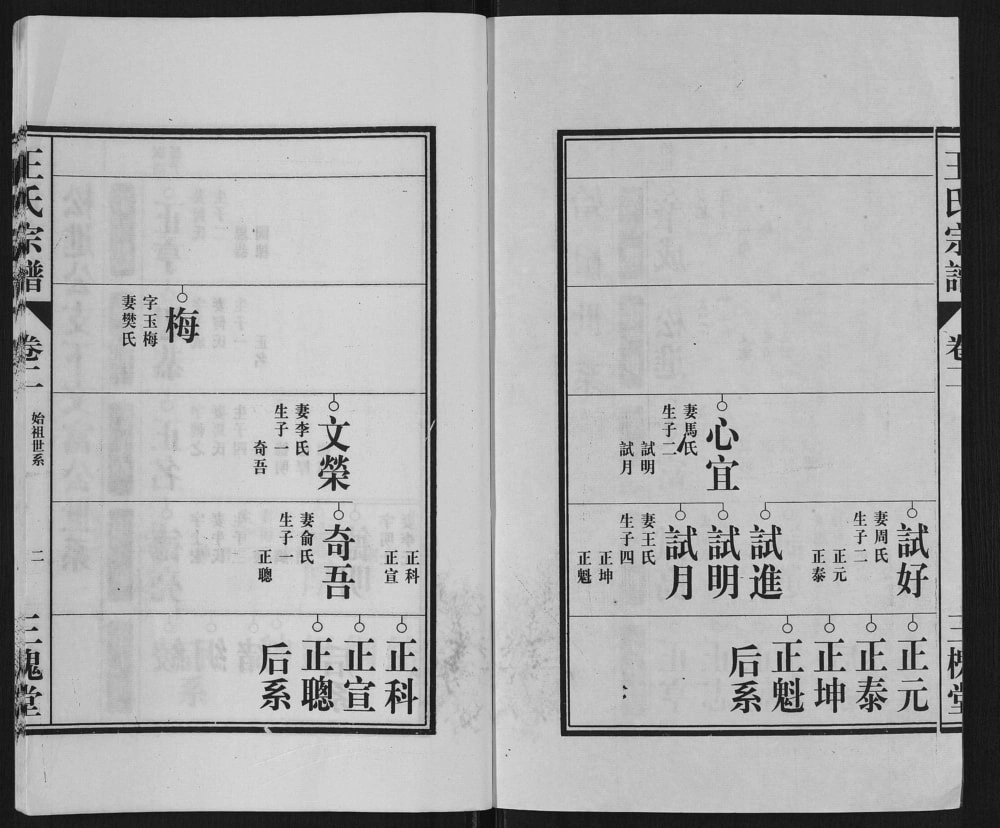 王氏宗譜
卷二
三槐堂
試好
妻周氏
生子二
正元
正泰
試進
心宜
妻馬氏
生子二
試明
試月
試明
試月
妻王氏
生子四
正坤
正魁
正元
正泰
正坤
正魁
后系
正科
正宣
文榮
妻李氏
生子一
奇吾
奇吾
妻俞氏
生子一
正聰
正科
正宣
正聰
后系
梅
字玉梅
妻樊氏
王氏宗譜
卷二
始祖世系
二
三槐堂